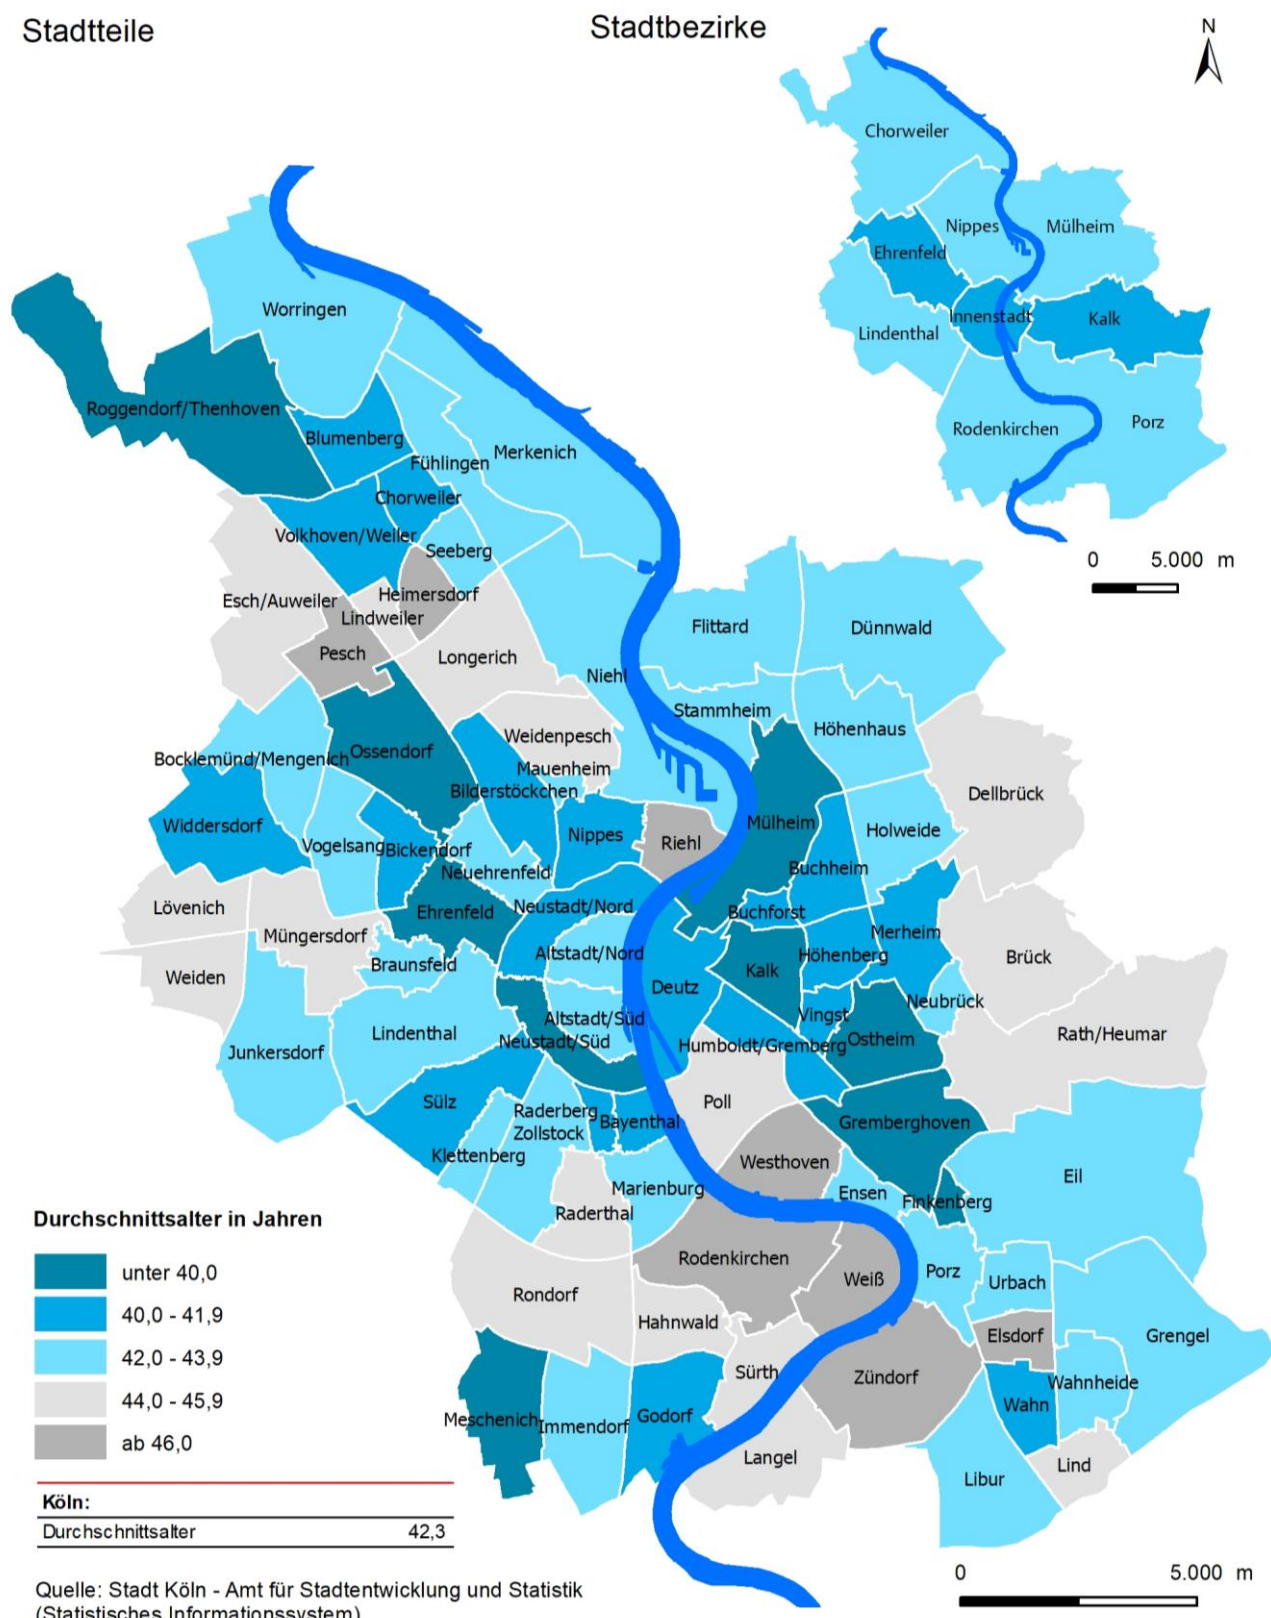 Stadtteile
Stadtbezirke
N
Chorweiler
Nippes
Mülheim
Ehrenfeld
Innenstadt
Kalk
Lindenthal
Rodenkirchen
Porz
0 5.000 m
Worringen
Roggendorf/Thenhoven
Blumenberg
Merkenich
Fühlingen
Chorweiler
Volkhoven/Weiler
Seeberg
Heimersdorf
Esch/Auweiler
Lindweiler
Flittard
Dünnwald
Pesch
Longerich
Niehl
Stammheim
Höhenhaus
Weidenpesch
Ossendorf
Bocklemünd/Mengenich
Mauenheim
Bilderstöckchen
Dellbrück
Widdersdorf
Mülheim
Holweide
Nippes
Riehl
Vogelsang
Bickendorf
Buchheim
Neuehrenfeld
Lövenich
Ehrenfeld
Neustadt/Nord
Buchforst
Müngersdorf
Merheim
Altstadt/Nord
Höhenberg
Brück
Braunsfeld
Kalk
Weiden
Deutz
Neubrück
Altstadt/Süd
Vingst
Lindenthal
Neustadt/Süd
Humboldt/Gremberg
Ostheim
Rath/Heumar
Junkersdorf
Sülz
Poll
Raderberg
Zollstock
Bayenthal
Gremberghoven
Klettenberg
Westhoven
Eil
Marienburg
Ensen
Finkenberg
Raderthal
Rodenkirchen
Weiß
Porz
Urbach
Rondorf
Hahnwald
Elsdorf
Grengel
Sürth
Zündorf
Wahnheide
Wahn
Meschenich
Immendorf
Godorf
Langel
Lind
Libur
Durchschnittsalter in Jahren
unter 40,0
40,0 - 41,9
42,0 - 43,9
44,0 - 45,9
ab 46,0
Köln:
Durchschnittsalter 42,3
0 5.000 m
Quelle: Stadt Köln - Amt für Stadtentwicklung und Statistik
(Statistisches Informationssystem)